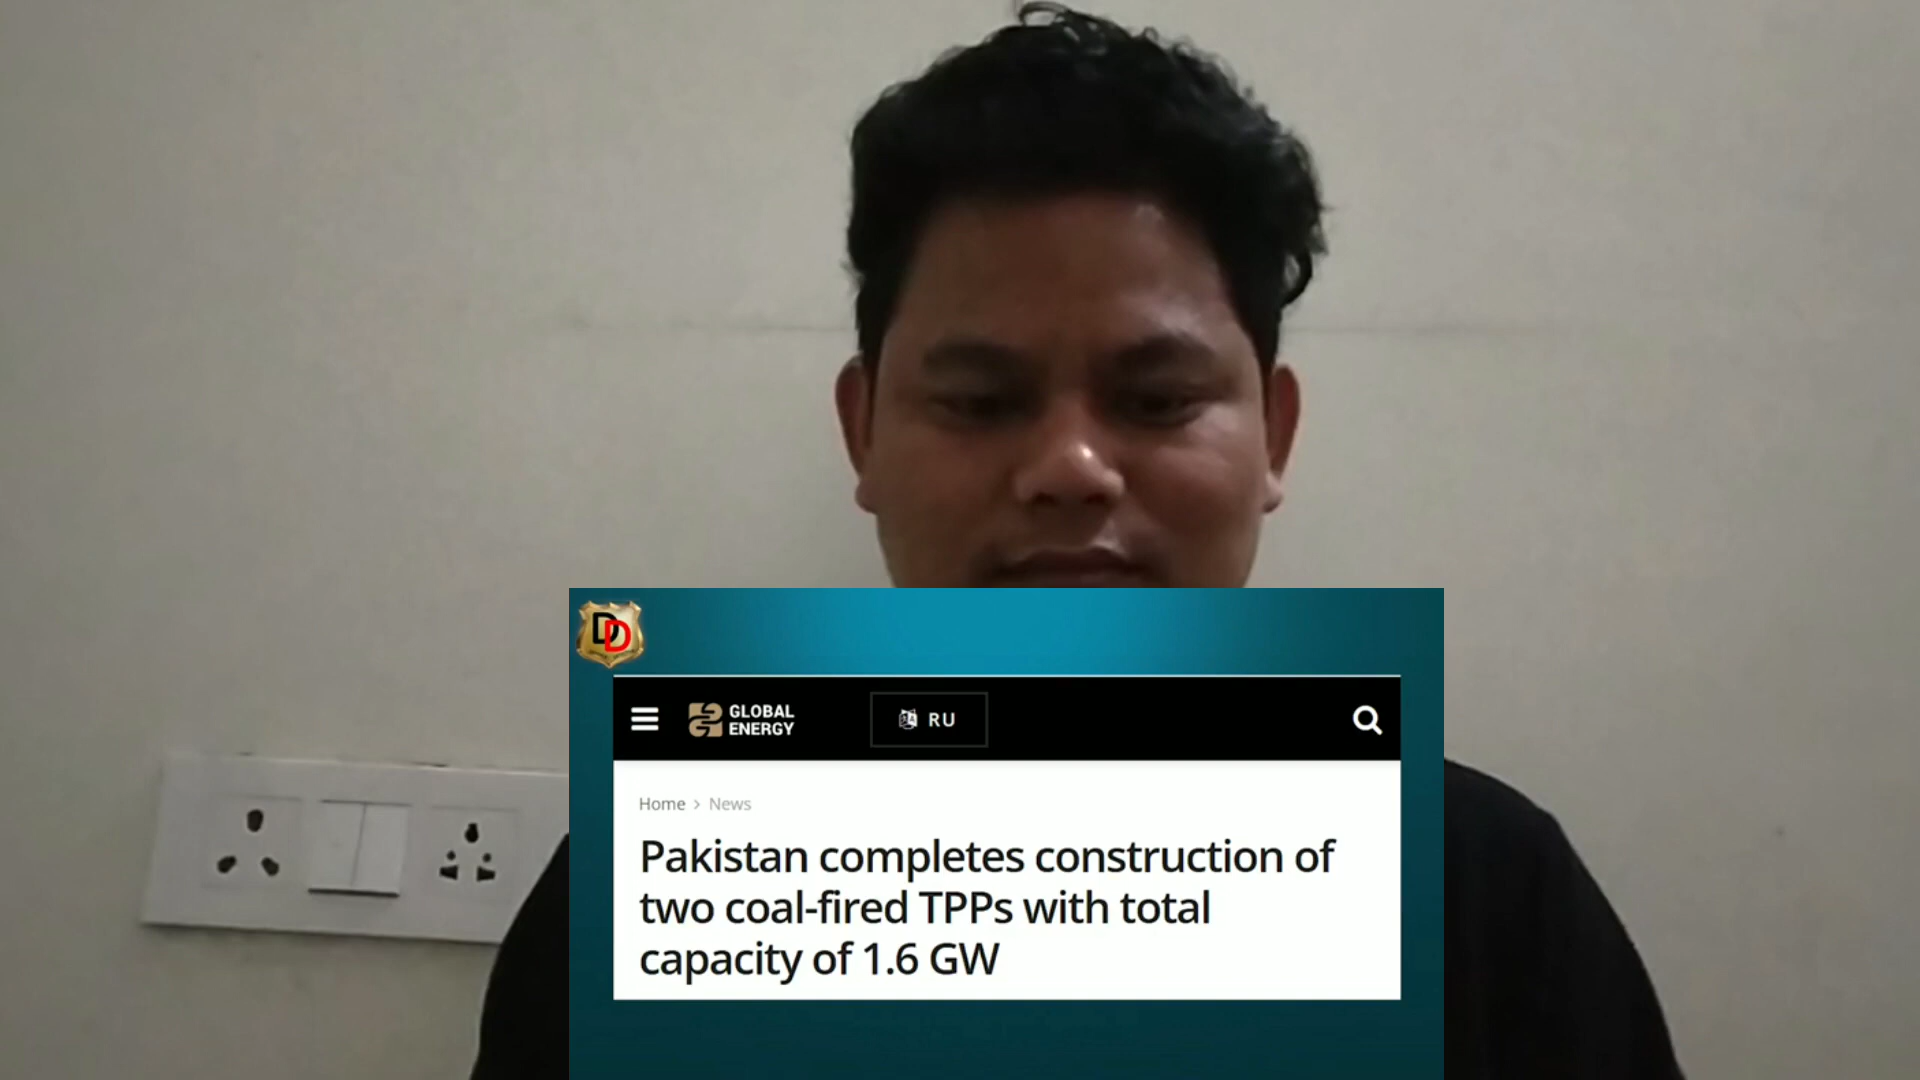 DD
GLOBAL
ENERGY
RU
Home > News
Pakistan completes construction of
two coal-fired TPPs with total
capacity of 1.6 GW